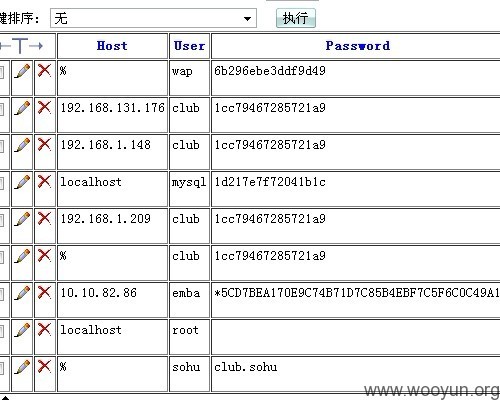 建排序： 无 执行
←T→ Host User Password
% wap 6b296ebe3ddf9d49
192.168.131.176 club 1cc79467285721a9
192.168.1.148 club 1cc79467285721a9
localhost mysql 1d217e7f72041b1c
192.168.1.209 club 1cc79467285721a9
% club 1cc79467285721a9
10.10.82.86 emba *5CD7BEA170E9C74B71D7C85B4EBF7C5F6C0C49A1
localhost root
% sohu club.sohu
www.wooyun.org